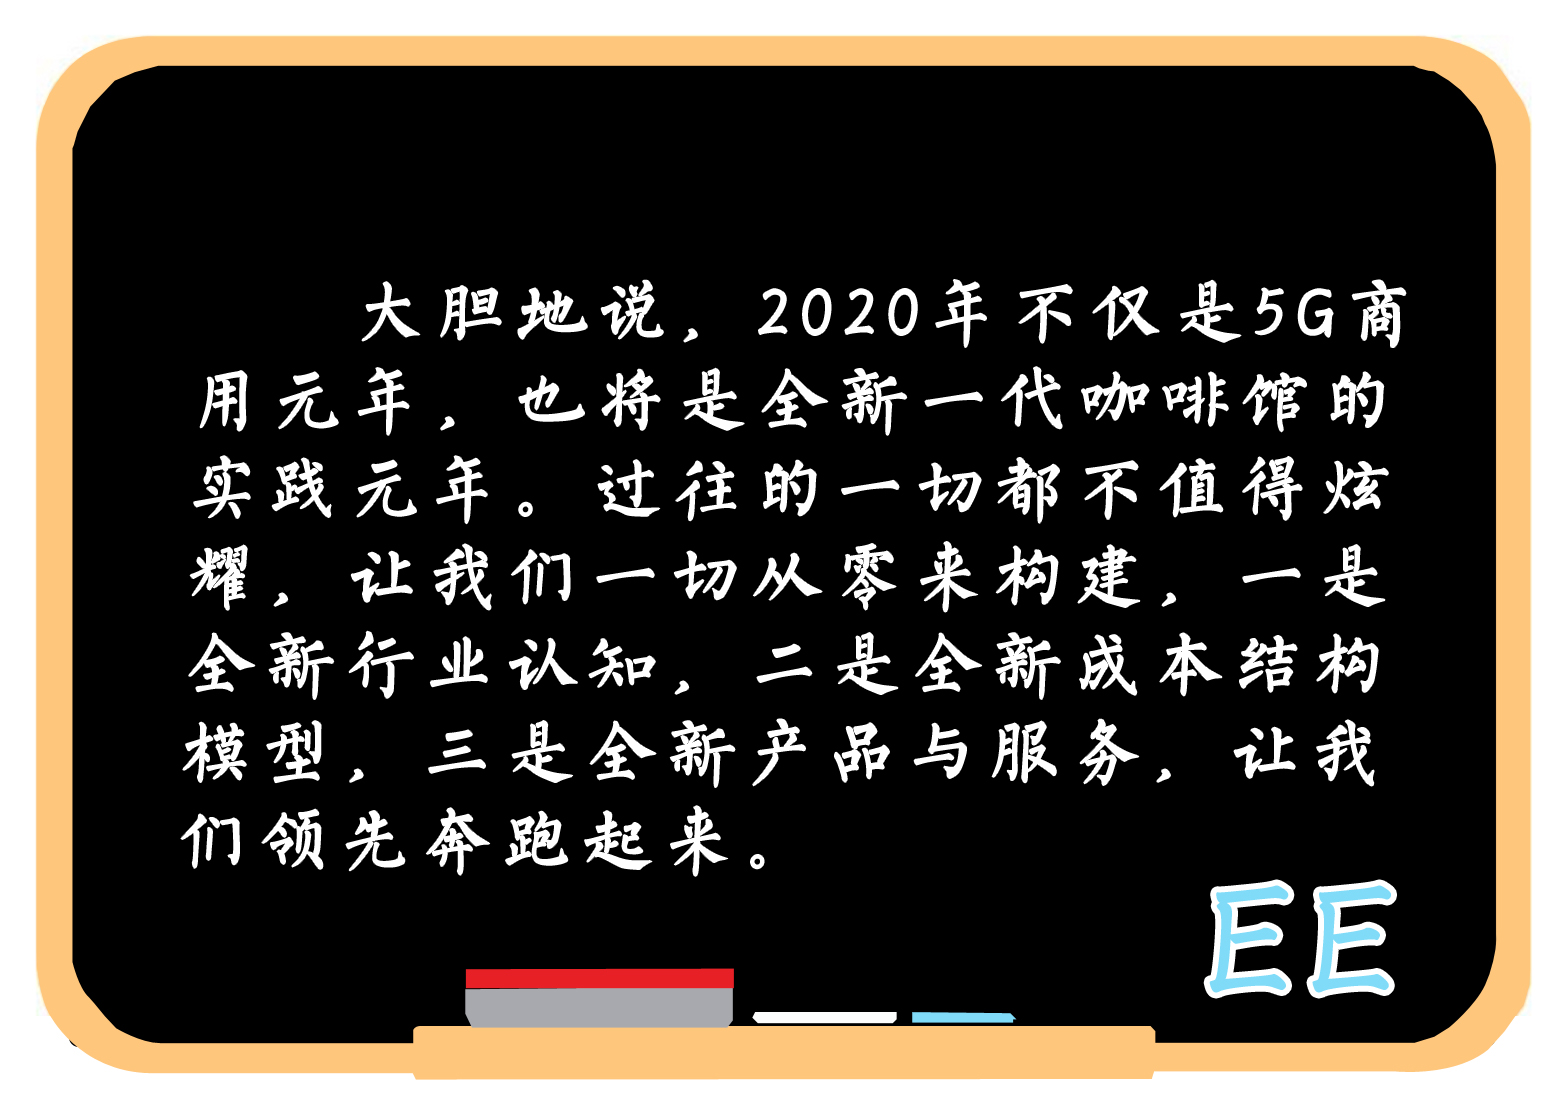 大胆地说，2020年不仅是5G商
用元年，也将是全新一代咖啡馆的
实践元年。过往的一切都不值得炫
耀，让我们一切从零来构建，一是
全新行业认知，二是全新成本结构
模型，三是全新产品与服务，让我
们领先奔跑起来。
EE